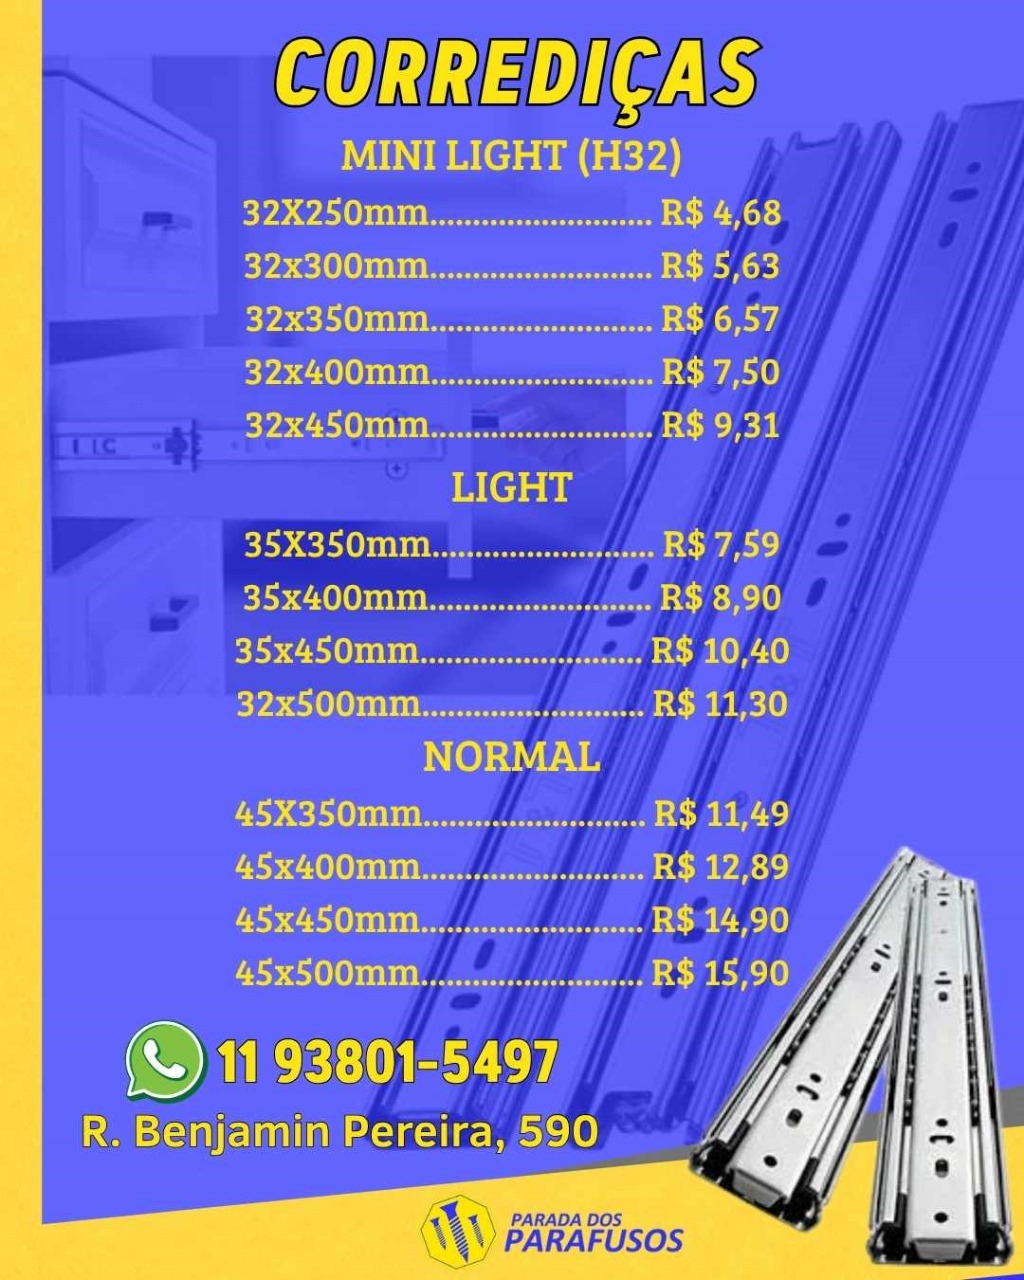 CORREDIÇAS
MINI LIGHT (H32)
32X250mm.......................... R$ 4,68
32x300mm.......................... R$ 5,63
32x350mm.......................... R$ 6,57
32x400mm.......................... R$ 7,50
32x450mm.......................... R$ 9,31
LIGHT
35X350mm.......................... R$ 7,59
35x400mm.......................... R$ 8,90
35x450mm.......................... R$ 10,40
32x500mm.......................... R$ 11,30
NORMAL
45X350mm.......................... R$ 11,49
45x400mm.......................... R$ 12,89
45x450mm.......................... R$ 14,90
45x500mm.......................... R$ 15,90
11 93801-5497
R. Benjamin Pereira, 590
PARADA DOS
PARAFUSOS